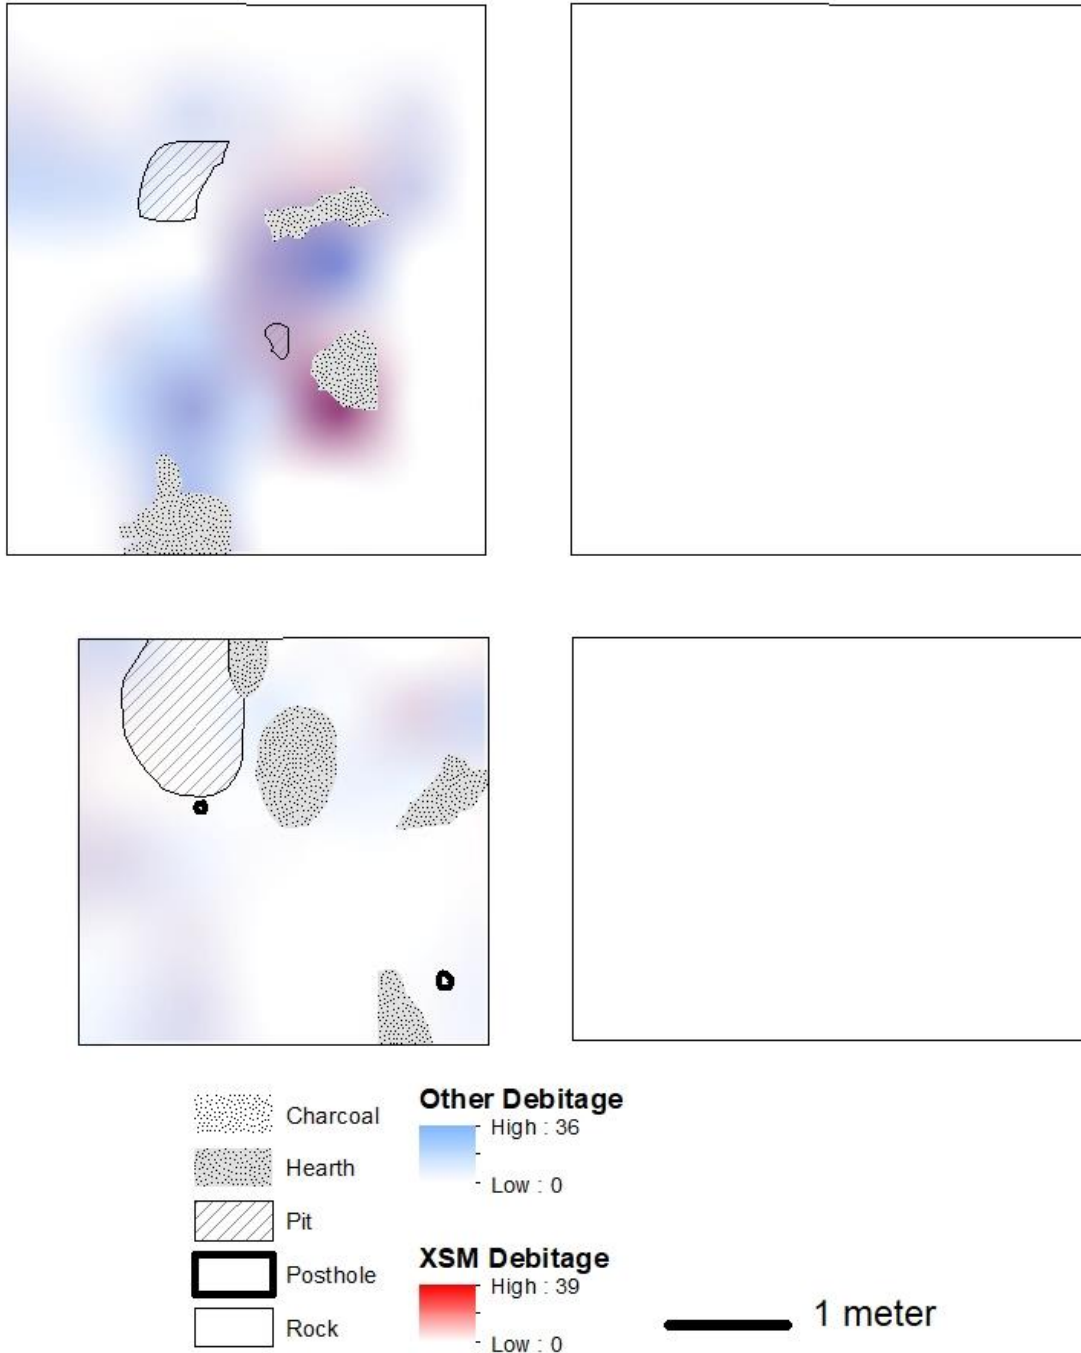 Charcoal
Hearth
Pit
Posthole
Rock
Other Debitage
High : 36
Low : 0
XSM Debitage
High : 39
Low : 0
1 meter